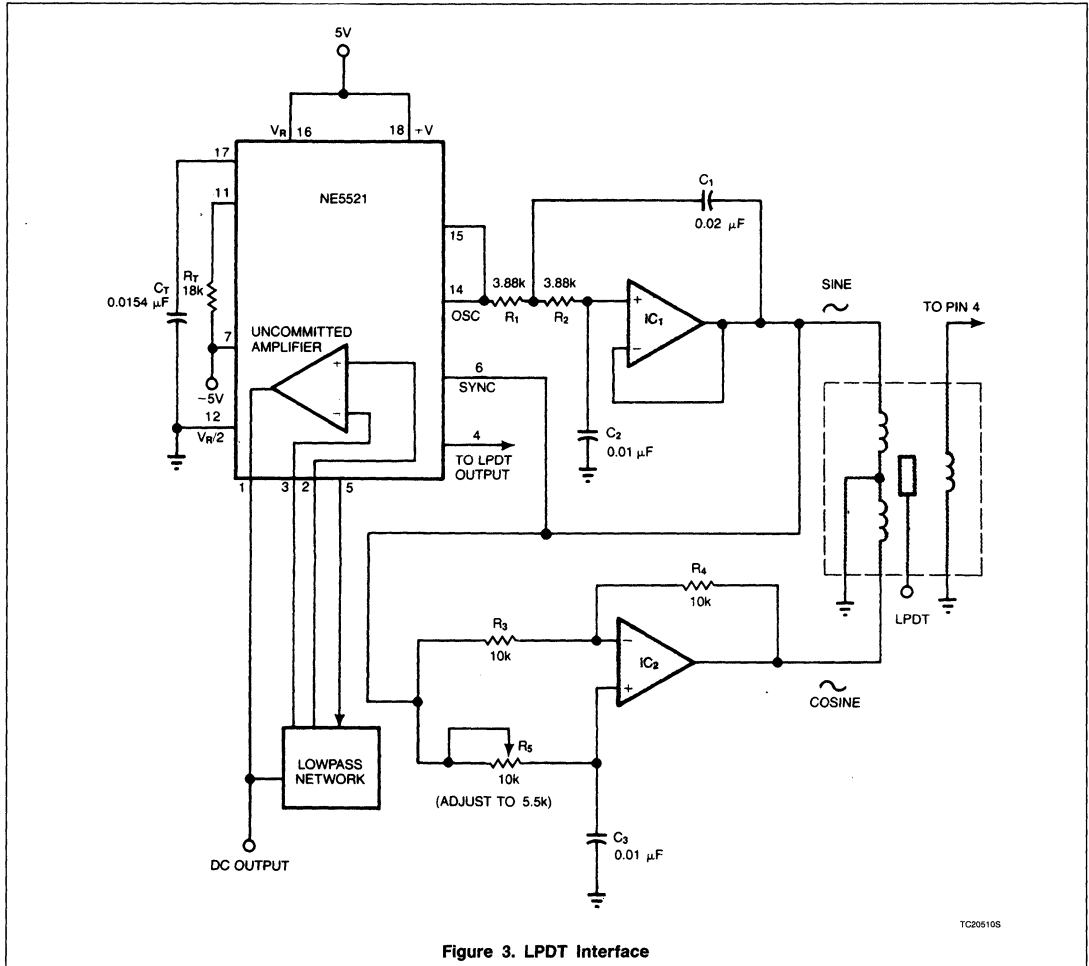 5V
VR 16
18 +V
17
NE5521
11
C1
0.02 µF
15
RT
18k
CT
0.0154 µF
3.88k
3.88k
SINE
14
OSC
R1
R2
+
IC1
−
TO PIN 4
7
UNCOMMITTED
AMPLIFIER
~5V
+
−
6
SYNC
12
VR/2
C2
0.01 µF
4
TO LPDT
OUTPUT
1
3
2
5
R4
10k
LPDT
R3
10k
−
IC2
+
COSINE
LOWPASS
NETWORK
R5
10k
(ADJUST TO 5.5k)
C3
0.01 µF
DC OUTPUT
TC20510S
Figure 3. LPDT Interface